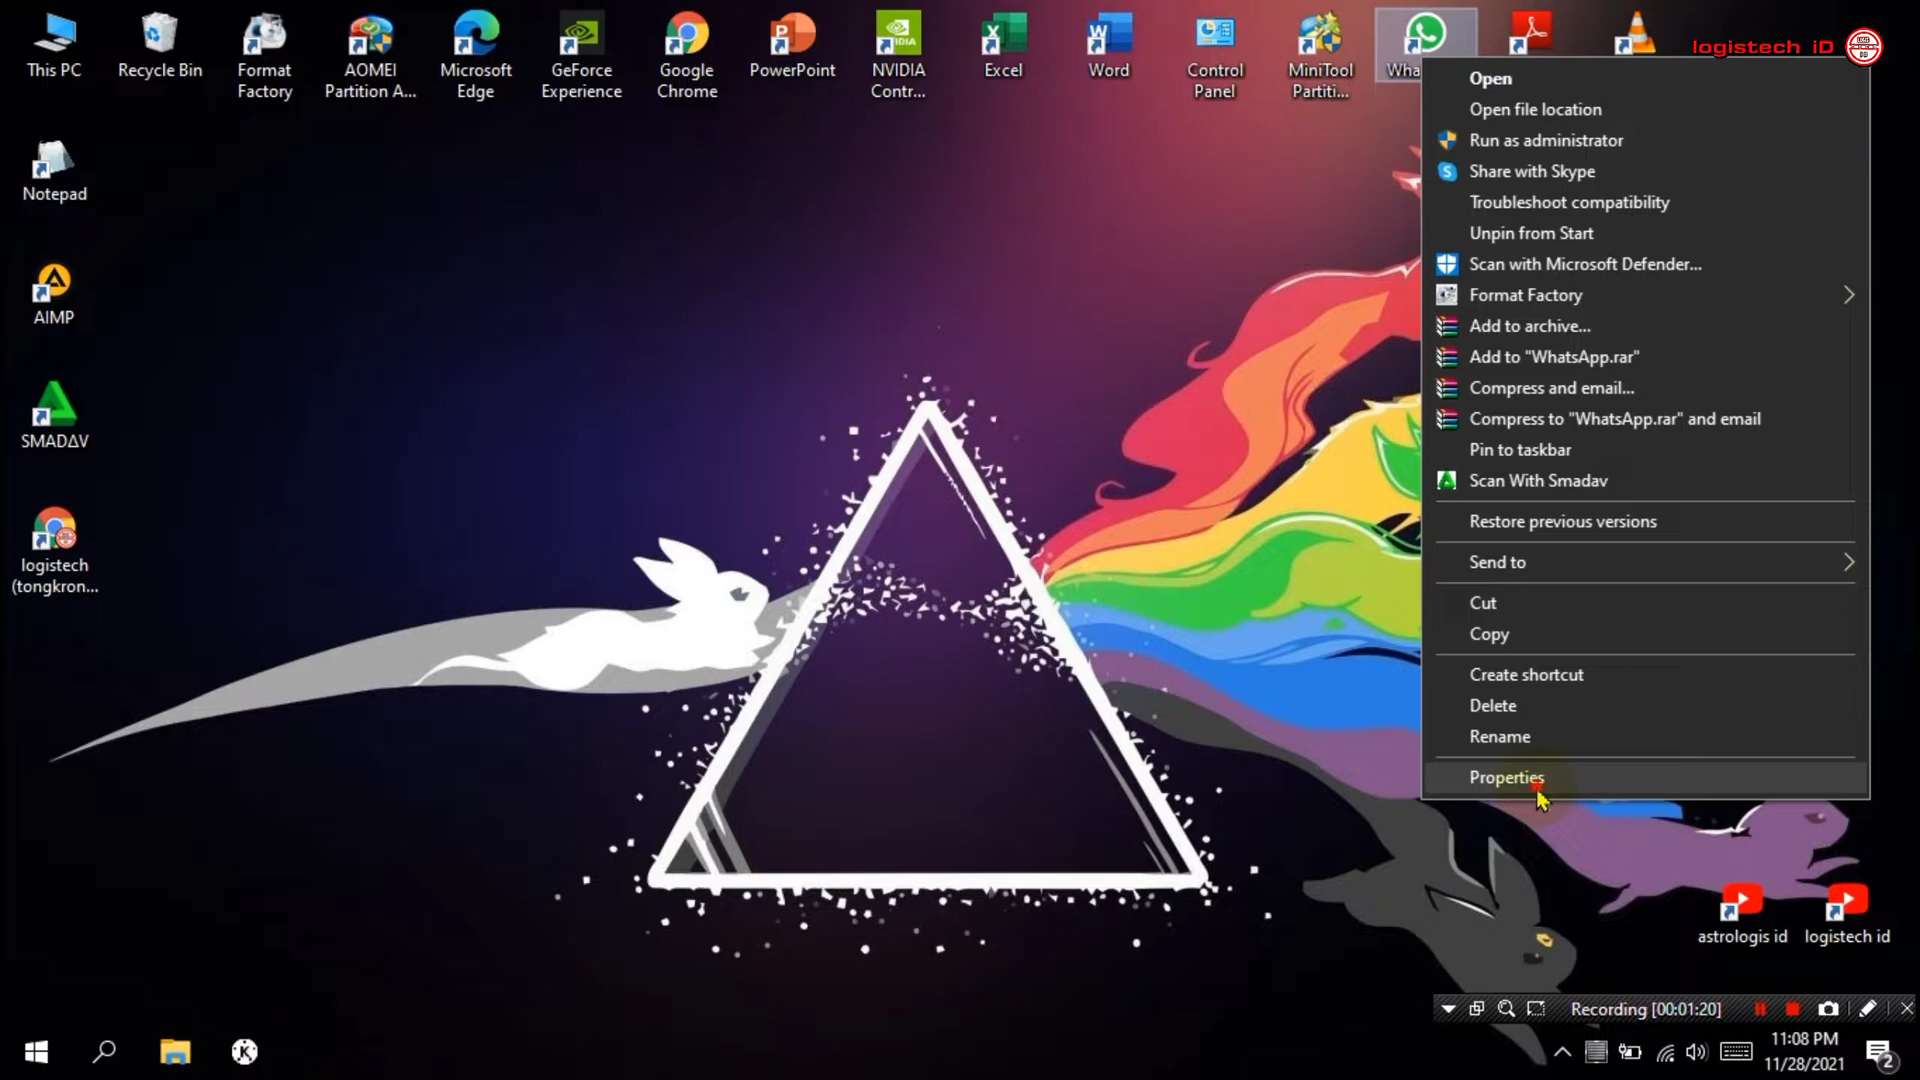 This PC
Recycle Bin
Format
Factory
AOMEI
Partition A...
Microsoft
Edge
GeForce
Experience
Google
Chrome
PowerPoint
NVIDIA
Contr...
Excel
Word
Control
Panel
MiniTool
Partiti...
logistech iD
Notepad
AIMP
SMADΔV
logistech
(tongkron...
Open
Open file location
Run as administrator
Share with Skype
Troubleshoot compatibility
Unpin from Start
Scan with Microsoft Defender...
Format Factory
Add to archive...
Add to "WhatsApp.rar"
Compress and email...
Compress to "WhatsApp.rar" and email
Pin to taskbar
Scan With Smadav
Restore previous versions
Send to
Cut
Copy
Create shortcut
Delete
Rename
Properties
astrologis id
logistech id
Recording [00:01:20]
11:08 PM
11/28/2021
2